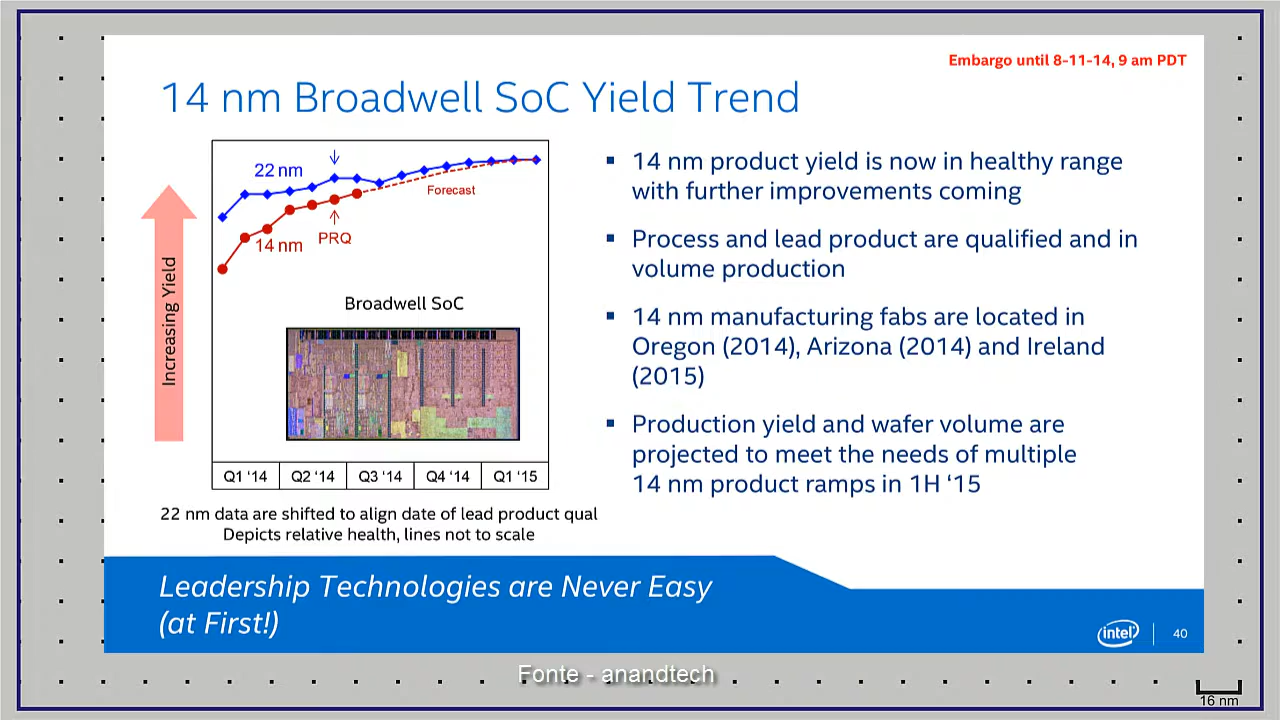 Embargo until 8-11-14, 9 am PDT
14 nm Broadwell SoC Yield Trend
22 nm
Forecast
14 nm
PRQ
Increasing Yield
Broadwell SoC
Q1 ‘14 Q2 ‘14 Q3 ‘14 Q4 ‘14 Q1 ‘15
22 nm data are shifted to align date of lead product qual
Depicts relative health, lines not to scale
▪ 14 nm product yield is now in healthy range
with further improvements coming
▪ Process and lead product are qualified and in
volume production
▪ 14 nm manufacturing fabs are located in
Oregon (2014), Arizona (2014) and Ireland
(2015)
▪ Production yield and wafer volume are
projected to meet the needs of multiple
14 nm product ramps in 1H ‘15
Leadership Technologies are Never Easy
(at First!)
intel
40
Fonte - anandtech
16 nm